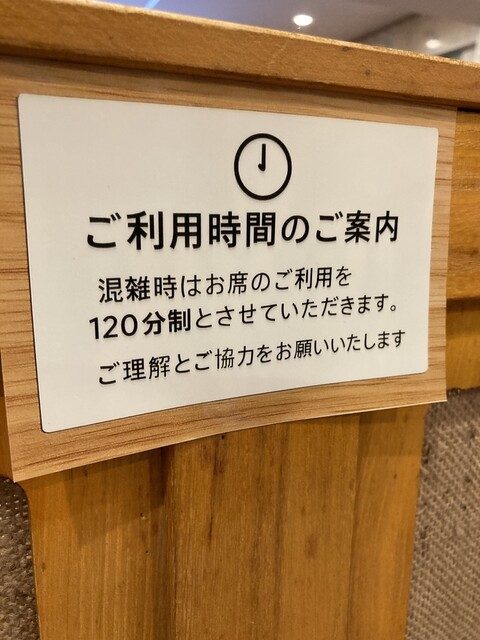 ご利用時間のご案内
混雑時はお席のご利用を
120分制とさせていただきます。
ご理解とご協力をお願いいたします